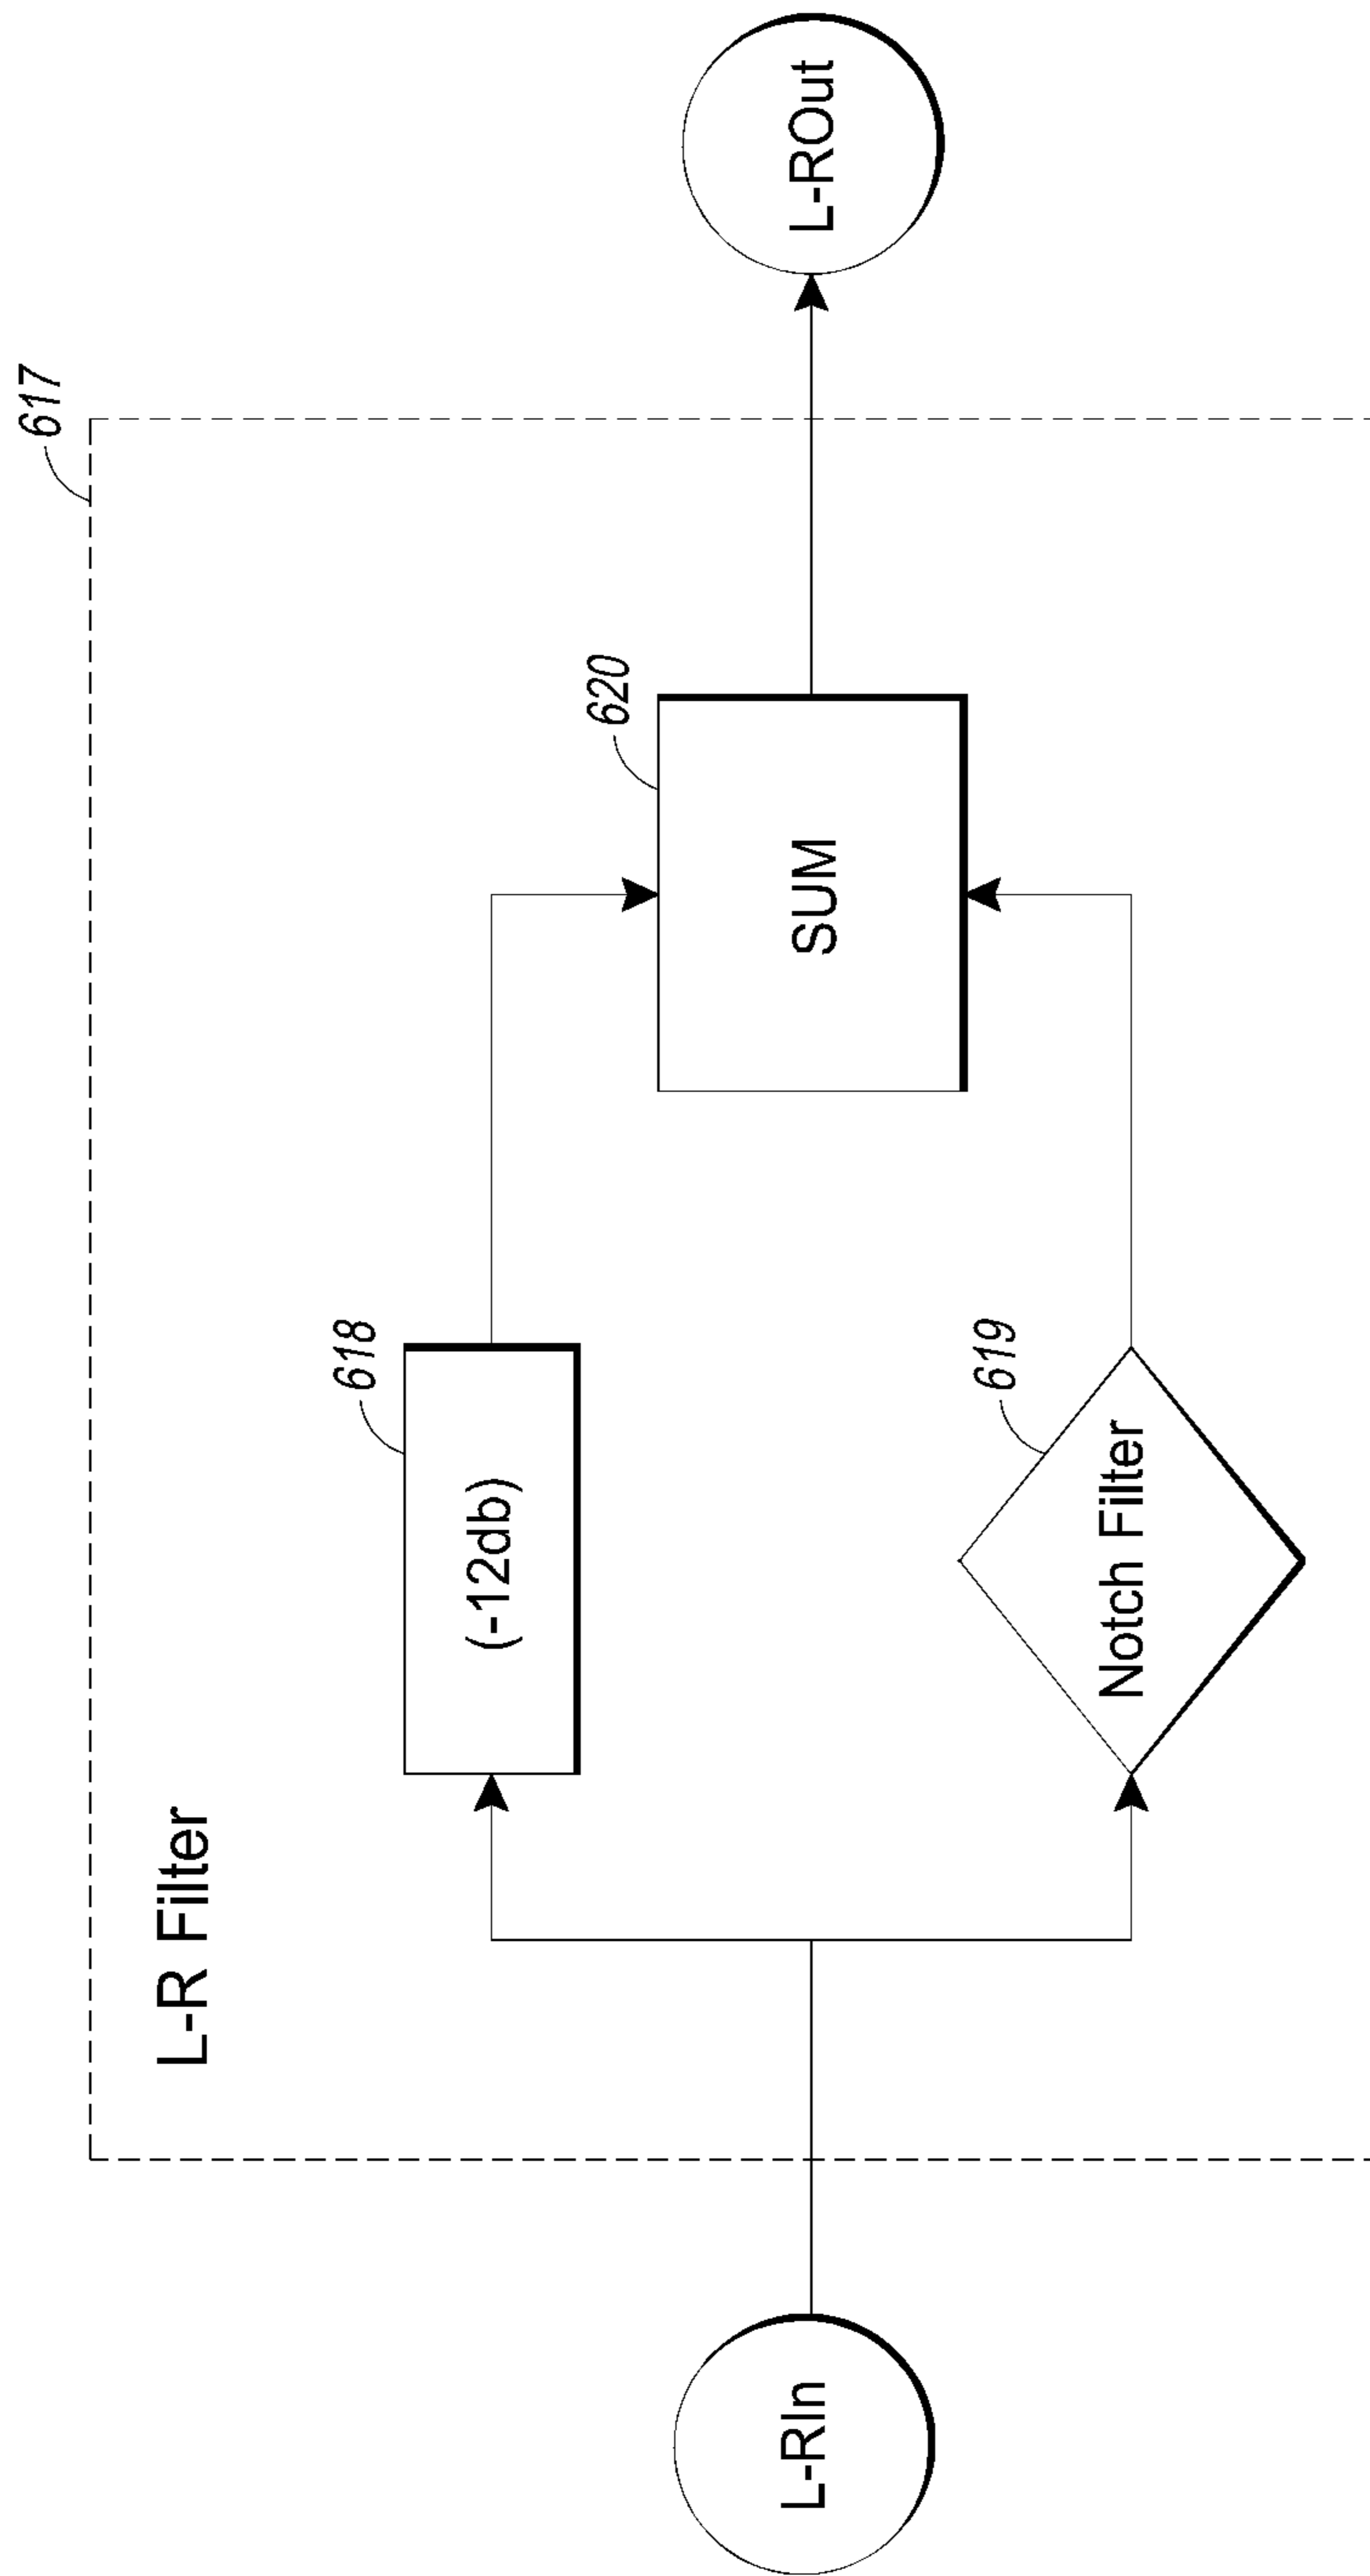 617
L-R Filter
618
(-12db)
620
L-RIn
SUM
L-ROut
619
Notch Filter